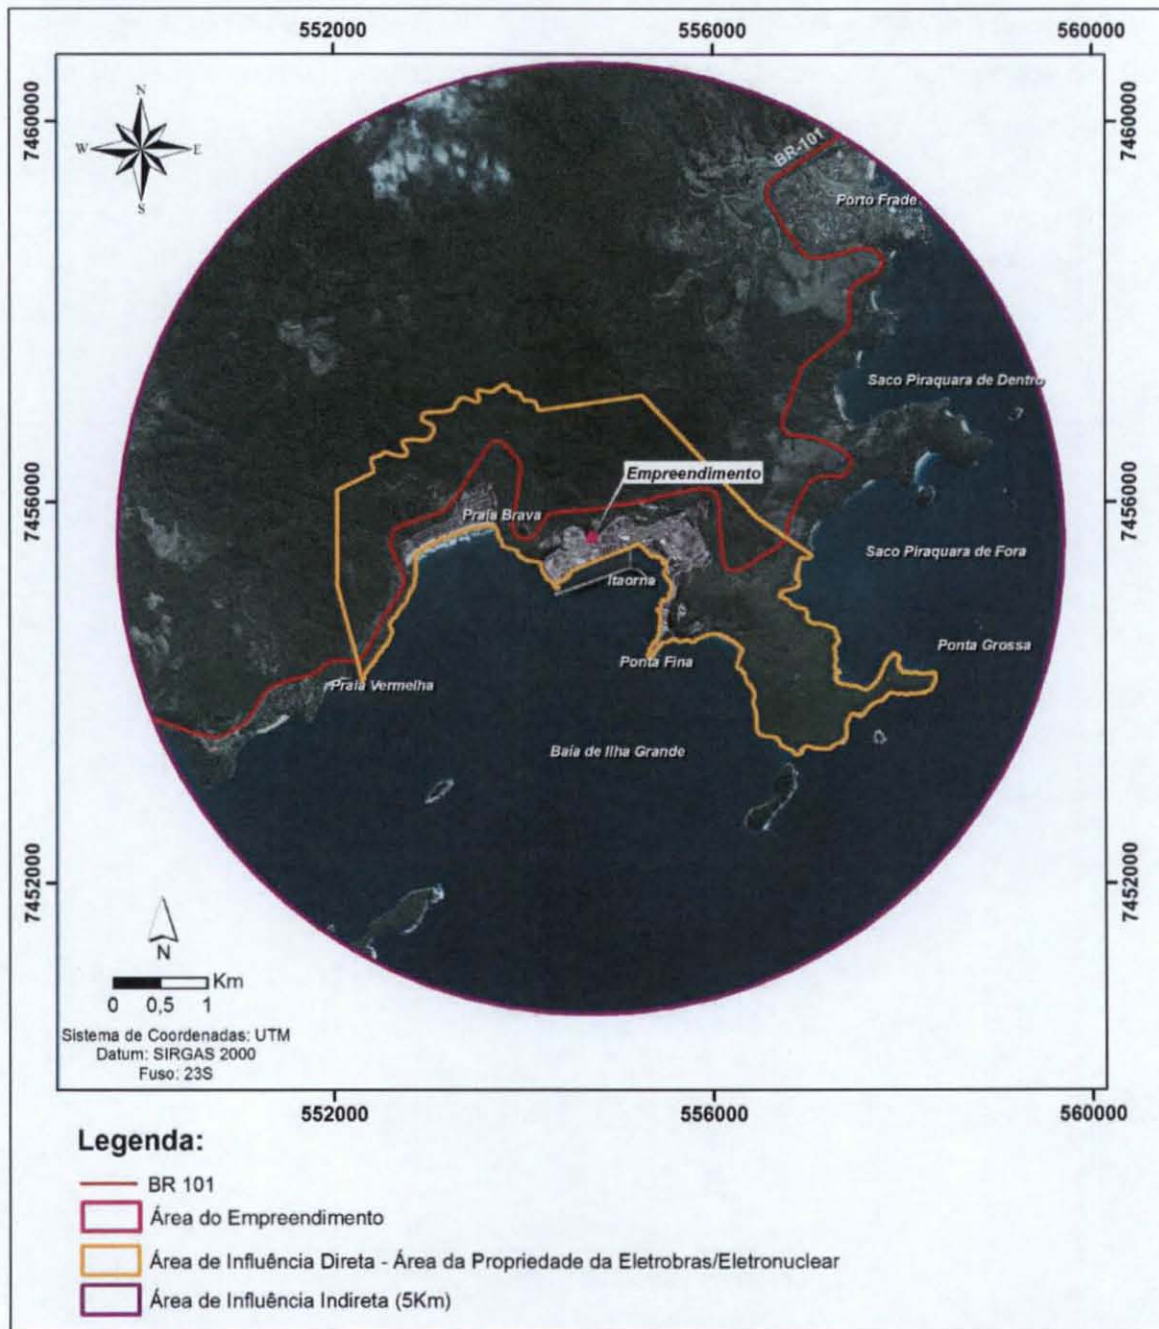 552000
556000
560000
7460000
7460000
N
W
E
S
BR-101
Porto Frade
Saco Piraquara de Dentro
Empreendimento
7456000
7456000
Praia Brava
Saco Piraquara de Fora
Itaorna
Ponta Grossa
Ponta Fina
Praia Vermelha
Baía de Ilha Grande
7452000
7452000
N
Km
0 0,5 1
Sistema de Coordenadas: UTM
Datum: SIRGAS 2000
Fuso: 23S
552000
556000
560000
Legenda:
BR 101
Área do Empreendimento
Área de Influência Direta - Área da Propriedade da Eletrobras/Eletronuclear
Área de Influência Indireta (5Km)